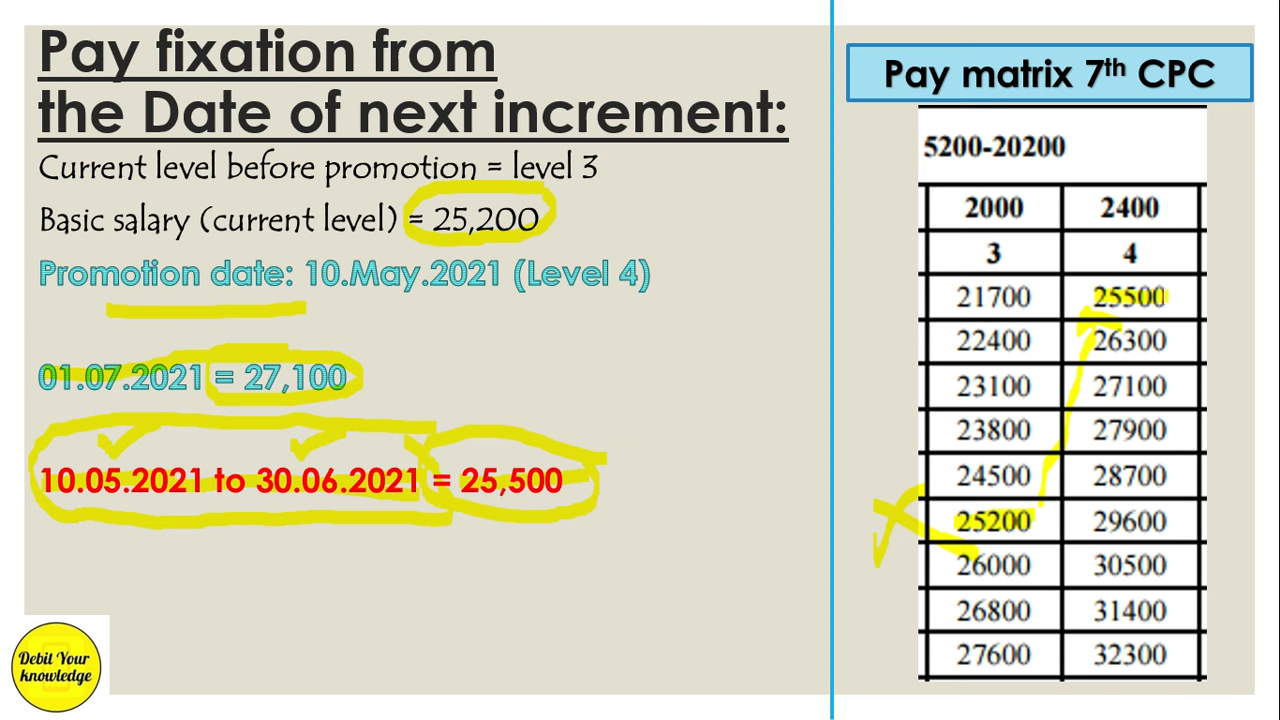 Pay fixation from
the Date of next increment:
Current level before promotion = level 3
Basic salary (current level) = 25,200
Promotion date: 10.May.2021 (Level 4)
01.07.2021 = 27,100
10.05.2021 to 30.06.2021 = 25,500
Debit Your
knowledge
Pay matrix 7th CPC
5200-20200
2000 2400
3 4
21700 25500
22400 26300
23100 27100
23800 27900
24500 28700
25200 29600
26000 30500
26800 31400
27600 32300